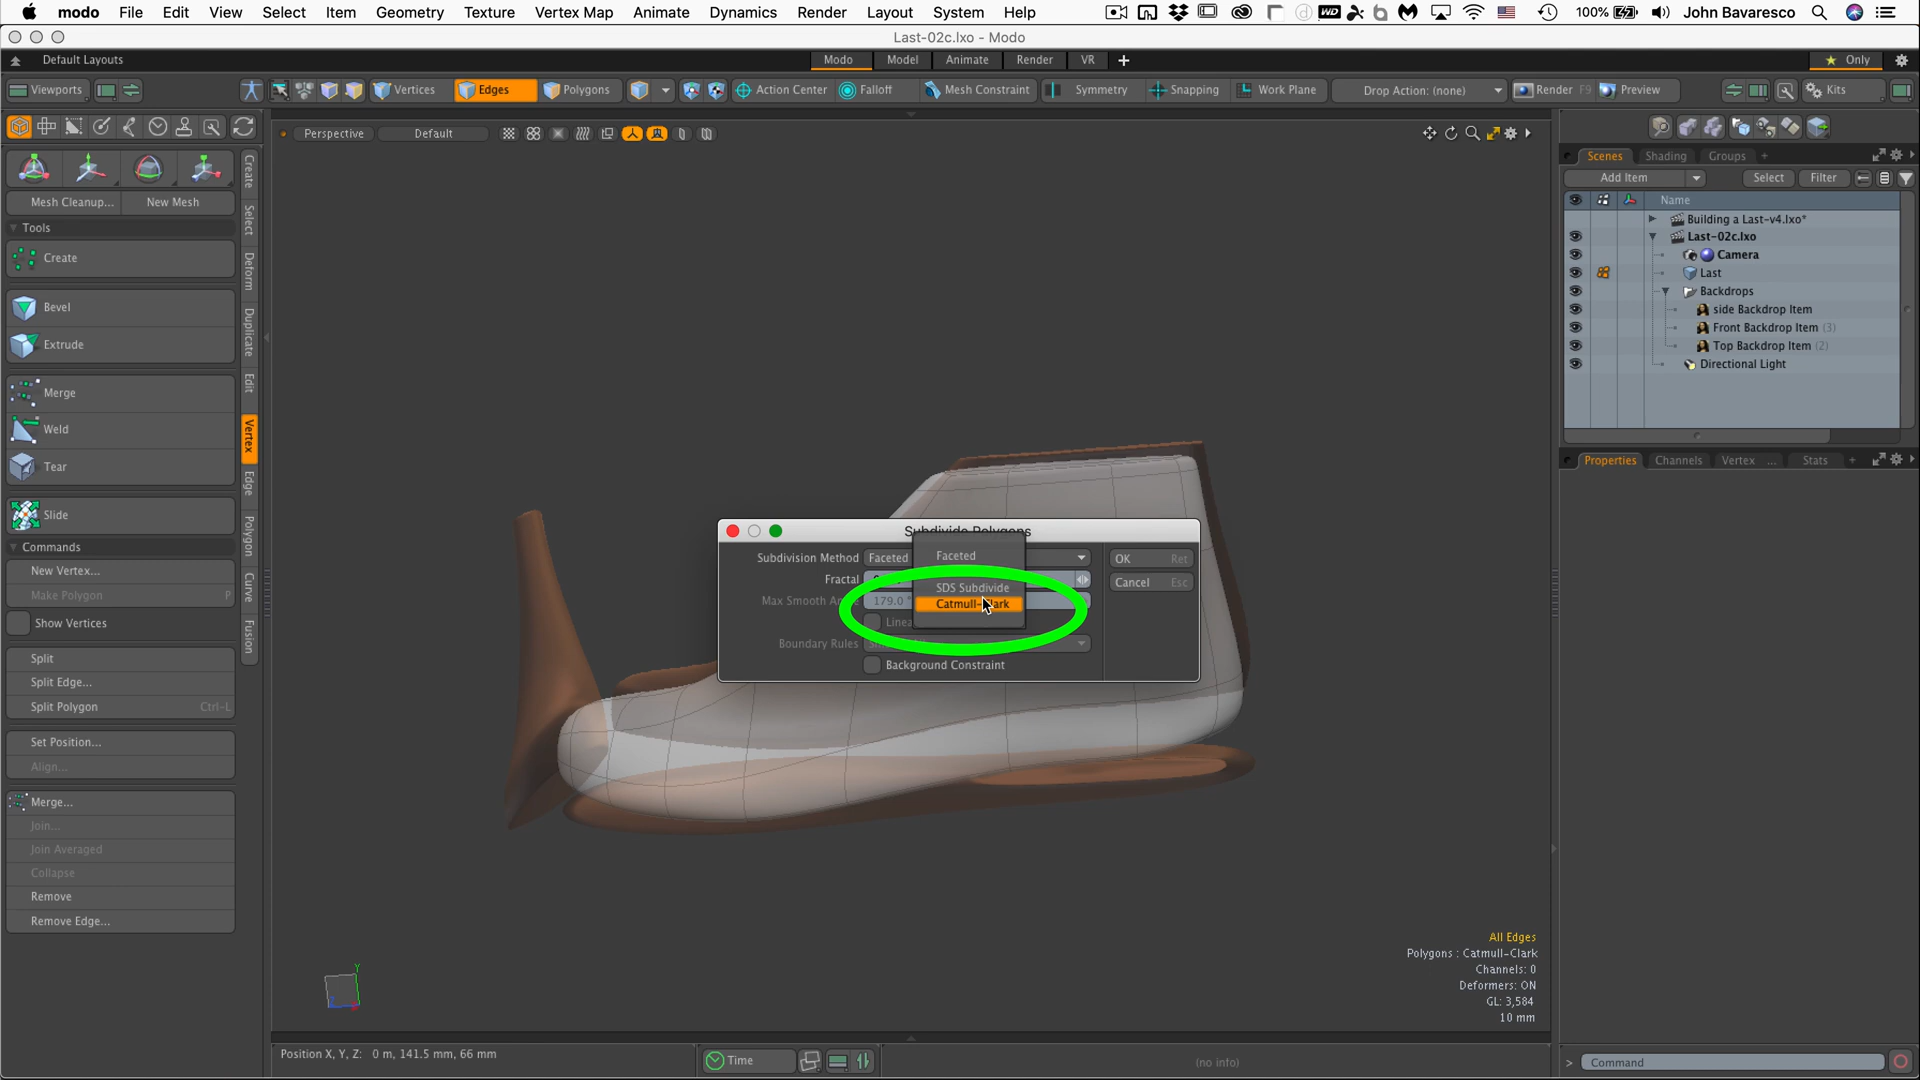 modo File Edit View Select Item Geometry Texture Vertex Map Animate Dynamics Render Layout System Help 100% John Bavaresco
Last-02c.lxo - Modo
Default Layouts Modo Model Animate Render VR + Only
Viewports Vertices Edges Polygons Action Center Falloff Mesh Constraint Symmetry Snapping Work Plane Drop Action: (none) Render F9 Preview Kits
Perspective Default
Mesh Cleanup... New Mesh
Tools
Create
Bevel
Extrude
Merge
Weld
Tear
Slide
Commands
New Vertex...
Make Polygon P
Show Vertices
Split
Split Edge...
Split Polygon Ctrl-L
Set Position...
Align...
Merge...
Join...
Join Averaged
Collapse
Remove
Remove Edge...
Create
Select
Deform
Duplicate
Edit
Vertex
Edge
Polygon
Curve
Fusion
Subdivide Polygons
Subdivision Method Faceted
Fractal
Max Smooth 179.0 °
Boundary Rules
Background Constraint
Faceted
SDS Subdivide
OK Ret
Cancel Esc
All Edges
Polygons : Catmull-Clark
Channels: 0
Deformers: ON
GL: 3,584
10 mm
Y
Scenes Shading Groups +
Add Item Select Filter
Name
Building a Last-v4.lxo*
Last-02c.lxo
Camera
Last
Backdrops
side Backdrop Item
Front Backdrop Item (3)
Top Backdrop Item (2)
Directional Light
Properties Channels Vertex ... Stats +
Position X, Y, Z: 0 m, 141.5 mm, 66 mm
Time
(no info)
> Command